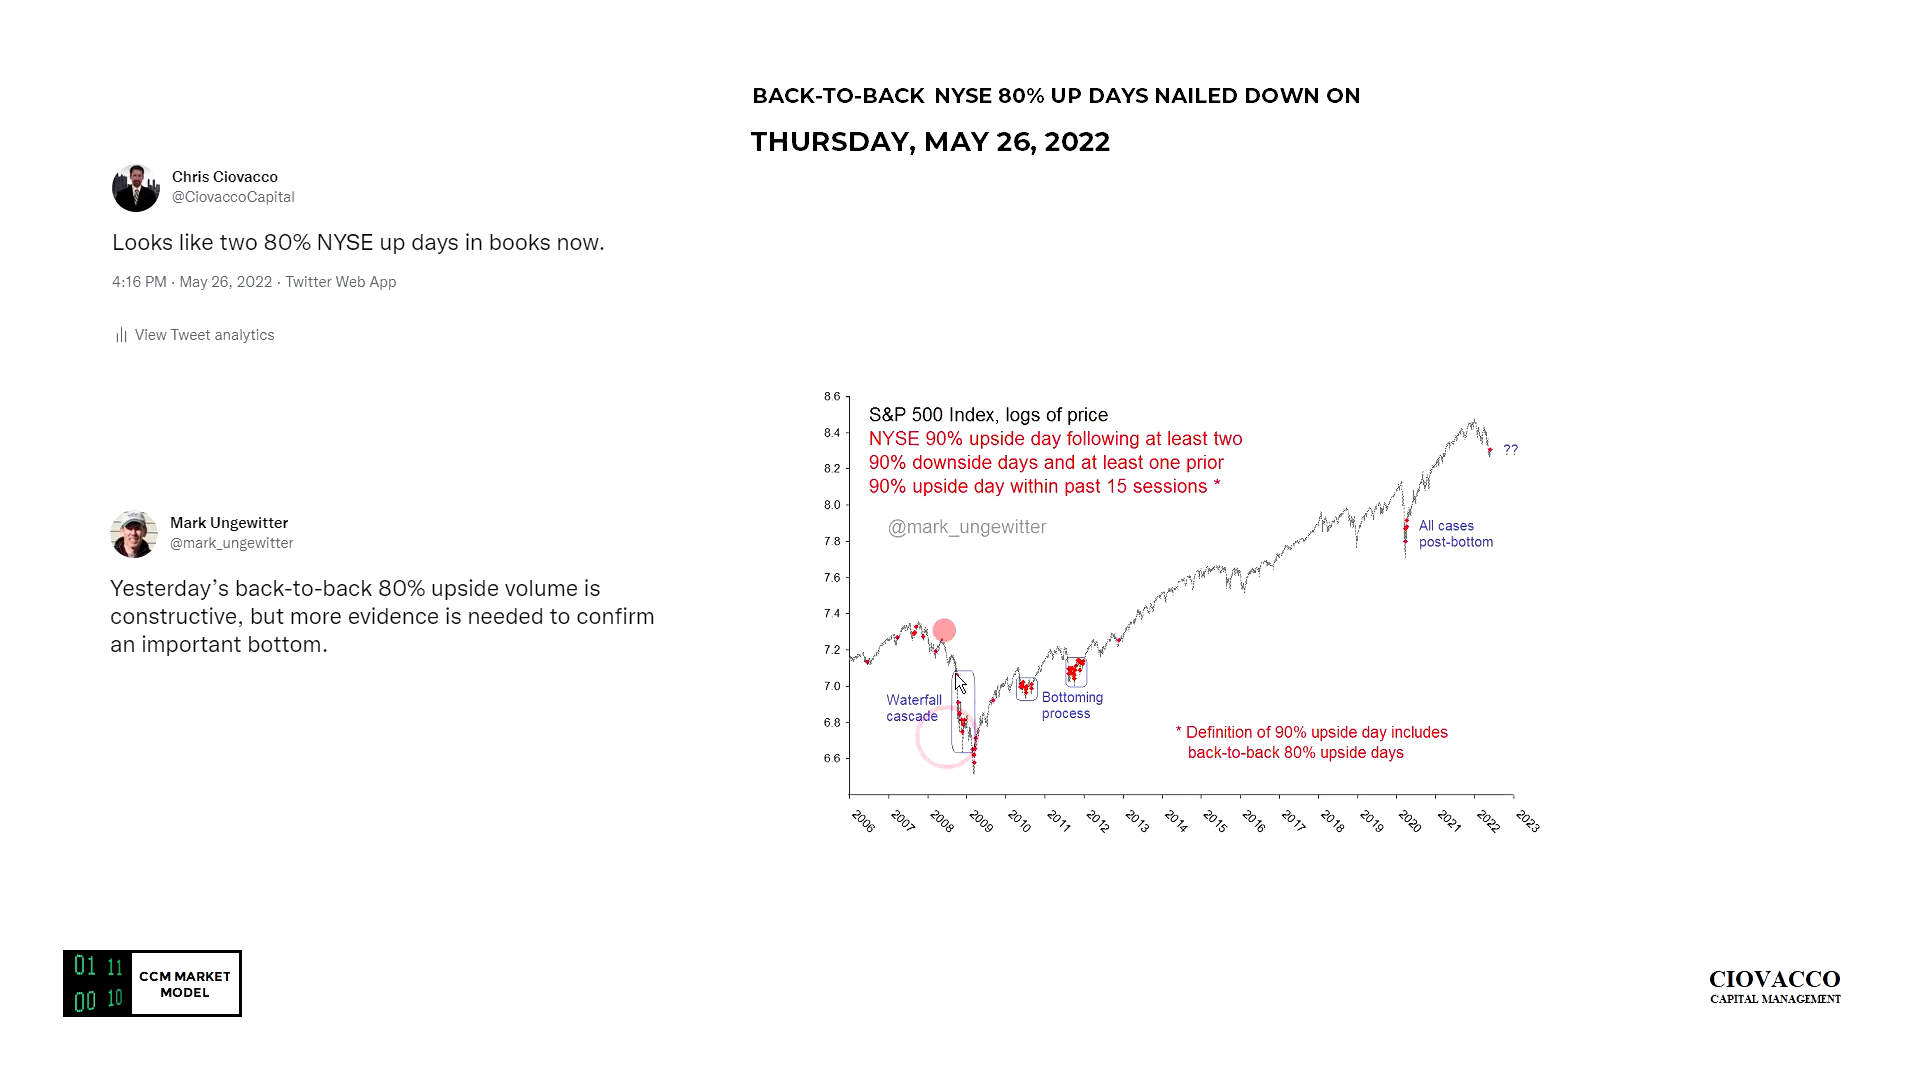 BACK-TO-BACK NYSE 80% UP DAYS NAILED DOWN ON
THURSDAY, MAY 26, 2022
Chris Ciovacco
@CiovaccoCapital
Looks like two 80% NYSE up days in books now.
4:16 PM · May 26, 2022 · Twitter Web App
View Tweet analytics
Mark Ungewitter
@mark_ungewitter
Yesterday’s back-to-back 80% upside volume is
constructive, but more evidence is needed to confirm
an important bottom.
S&P 500 Index, logs of price
NYSE 90% upside day following at least two
90% downside days and at least one prior
90% upside day within past 15 sessions *
@mark_ungewitter
8.6
8.4
8.2
8.0
7.8
7.6
7.4
7.2
7.0
6.8
6.6
??
All cases
post-bottom
Waterfall
cascade
Bottoming
process
* Definition of 90% upside day includes
back-to-back 80% upside days
2006
2007
2008
2009
2010
2011
2012
2013
2014
2015
2016
2017
2018
2019
2020
2021
2022
2023
01 11
00 10
CCM MARKET
MODEL
CIOVACCO
CAPITAL MANAGEMENT